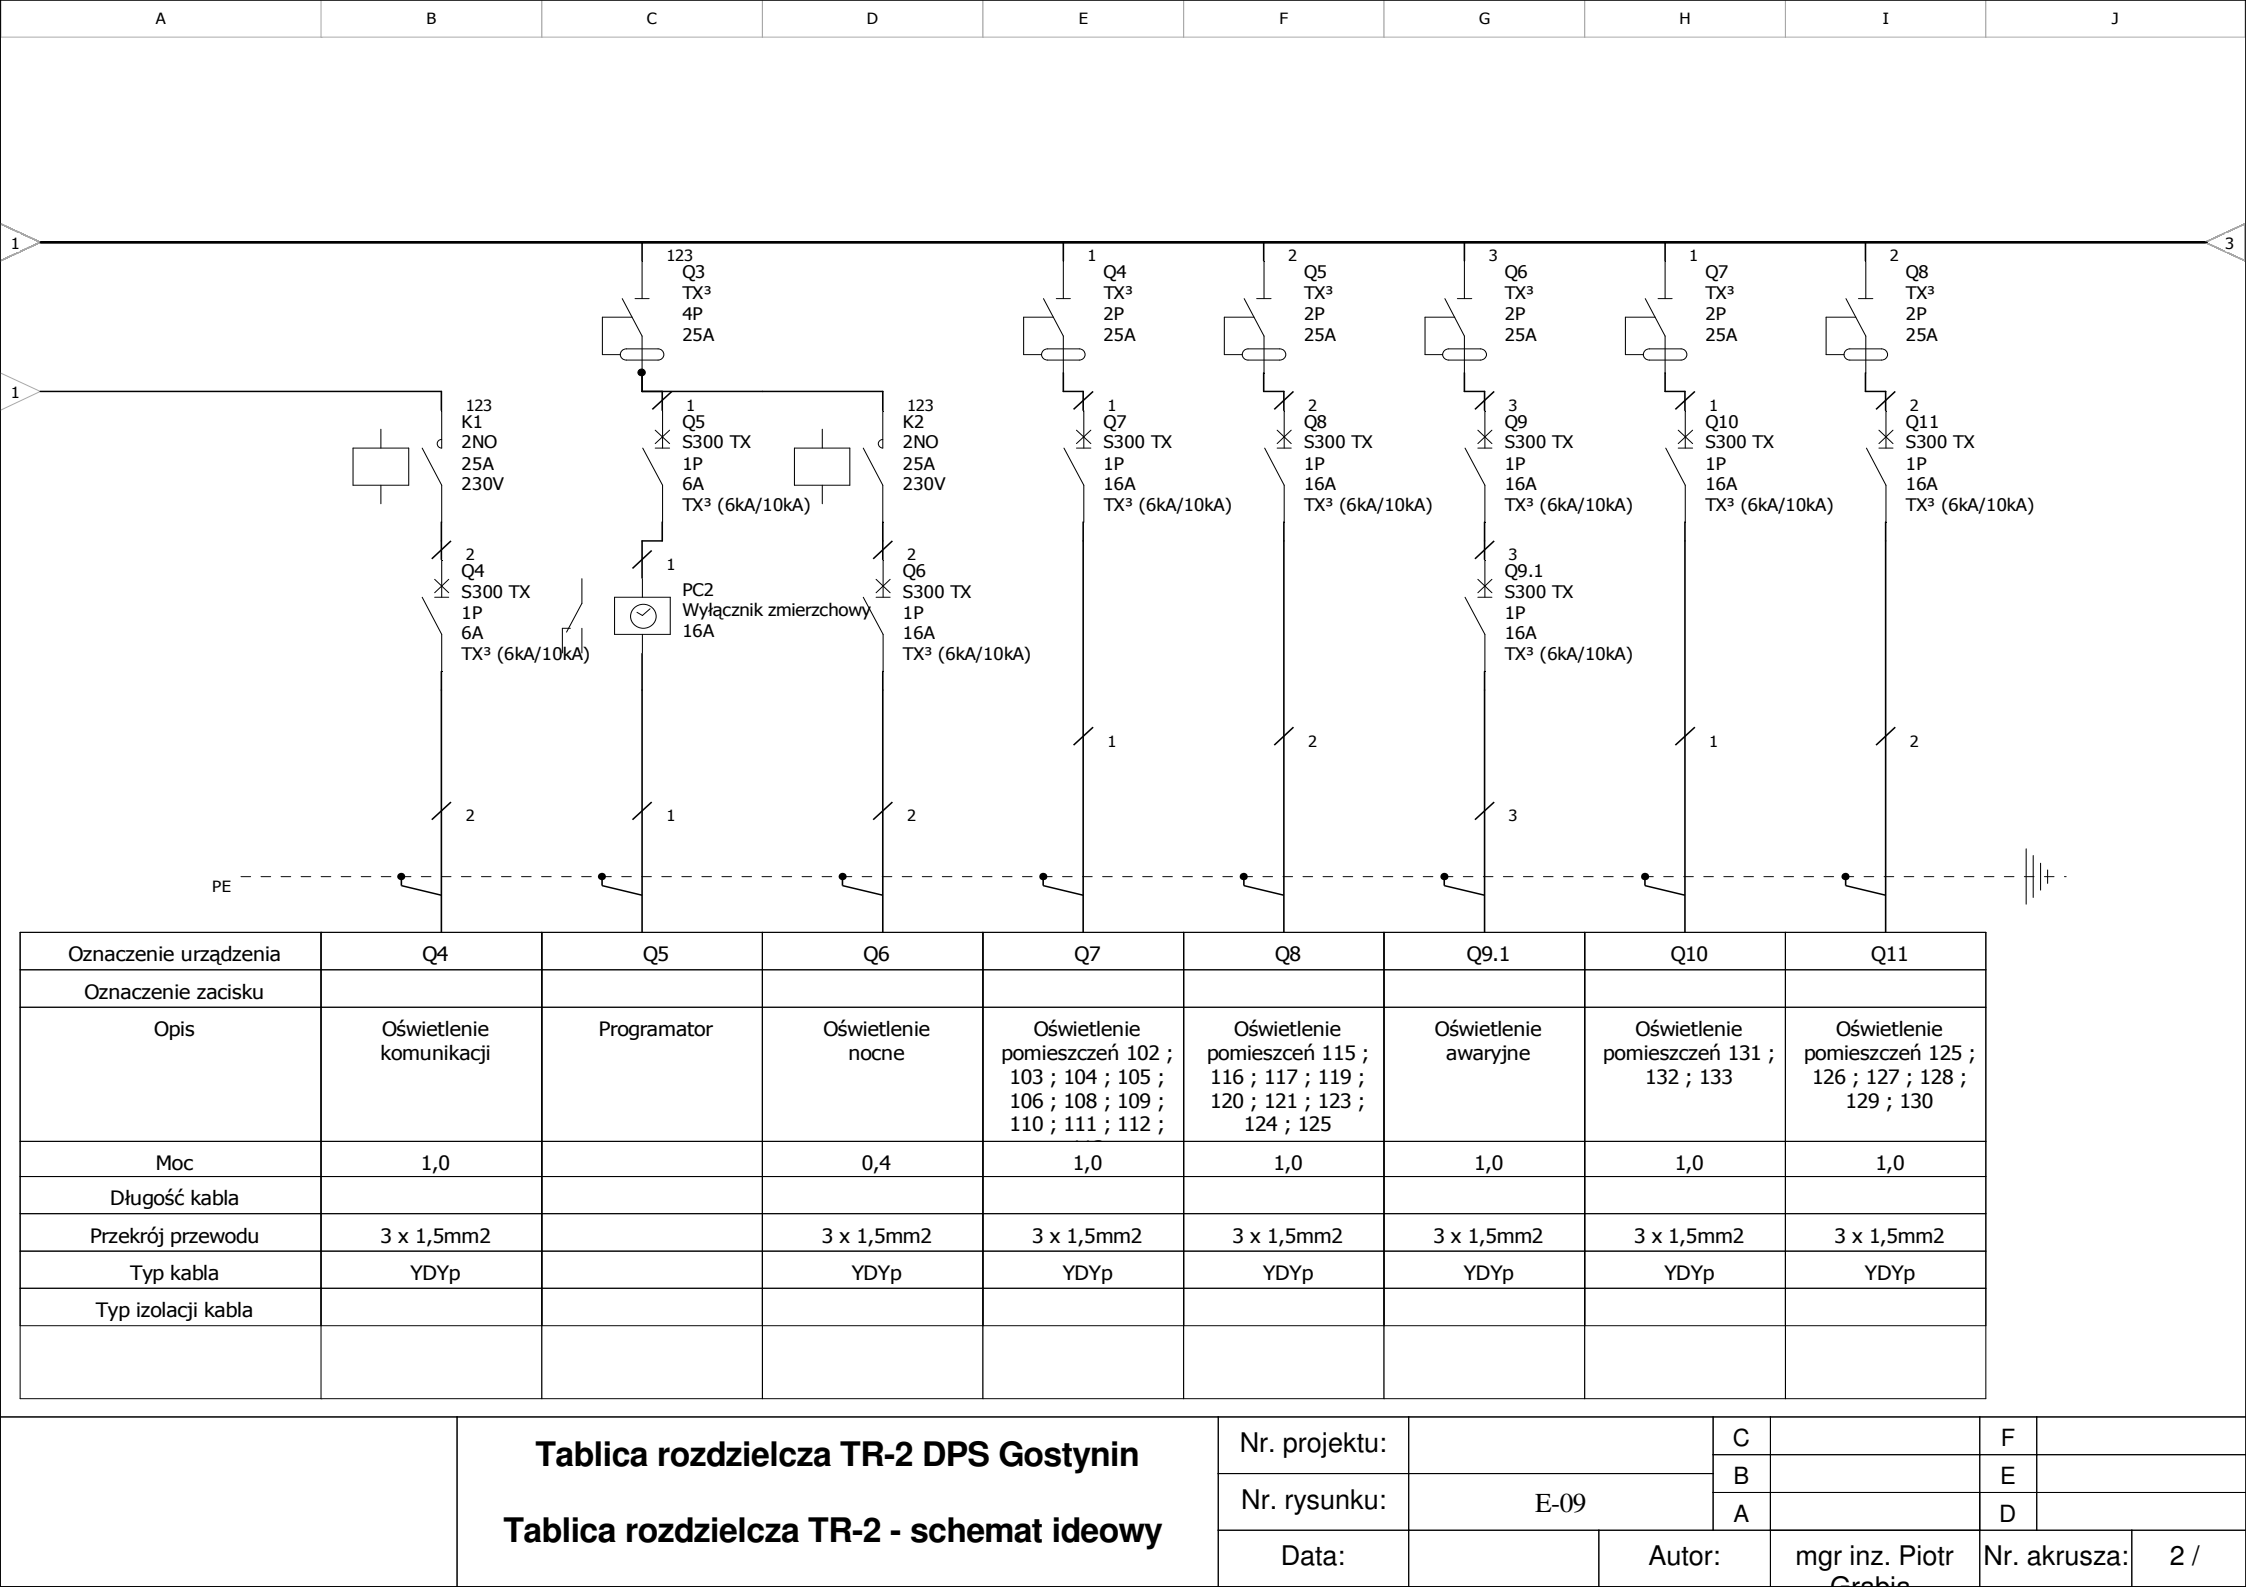 A B C D E F G H I J
1 3
123
Q3
TX³
4P
25A
1
Q4
TX³
2P
25A
2
Q5
TX³
2P
25A
3
Q6
TX³
2P
25A
1
Q7
TX³
2P
25A
2
Q8
TX³
2P
25A
1
123
K1
2NO
25A
230V
1
Q5
S300 TX
1P
6A
TX³ (6kA/10kA)
123
K2
2NO
25A
230V
1
Q7
S300 TX
1P
16A
TX³ (6kA/10kA)
2
Q8
S300 TX
1P
16A
TX³ (6kA/10kA)
3
Q9
S300 TX
1P
16A
TX³ (6kA/10kA)
1
Q10
S300 TX
1P
16A
TX³ (6kA/10kA)
2
Q11
S300 TX
1P
16A
TX³ (6kA/10kA)
2
Q4
S300 TX
1P
6A
TX³ (6kA/10kA)
1
PC2
Wyłącznik zmierzchowy
16A
2
Q6
S300 TX
1P
16A
TX³ (6kA/10kA)
3
Q9.1
S300 TX
1P
16A
TX³ (6kA/10kA)
1 2 1 2
2 1 2 3
PE
Oznaczenie urządzenia Q4 Q5 Q6 Q7 Q8 Q9.1 Q10 Q11
Oznaczenie zacisku
Opis
Oświetlenie
komunikacji
Programator
Oświetlenie
nocne
Oświetlenie
pomieszczeń 102 ;
103 ; 104 ; 105 ;
106 ; 108 ; 109 ;
110 ; 111 ; 112 ;
Oświetlenie
pomieszceń 115 ;
116 ; 117 ; 119 ;
120 ; 121 ; 123 ;
124 ; 125
Oświetlenie
awaryjne
Oświetlenie
pomieszczeń 131 ;
132 ; 133
Oświetlenie
pomieszczeń 125 ;
126 ; 127 ; 128 ;
129 ; 130
Moc 1,0 0,4 1,0 1,0 1,0 1,0 1,0
Długość kabla
Przekrój przewodu 3 x 1,5mm2 3 x 1,5mm2 3 x 1,5mm2 3 x 1,5mm2 3 x 1,5mm2 3 x 1,5mm2 3 x 1,5mm2
Typ kabla YDYp YDYp YDYp YDYp YDYp YDYp YDYp
Typ izolacji kabla
Tablica rozdzielcza TR-2 DPS Gostynin
Tablica rozdzielcza TR-2 - schemat ideowy
Nr. projektu:
Nr. rysunku: E-09
C F
B E
A D
Data: Autor: mgr inz. Piotr
Nr. akrusza: 2 /